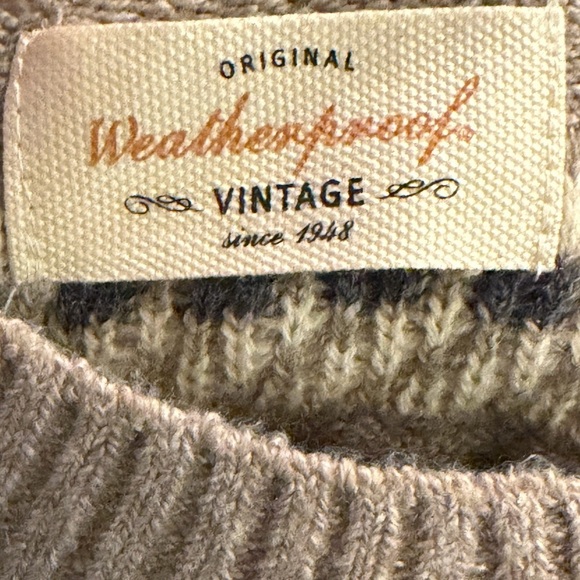 ORIGINAL
Weatherproof®
VINTAGE
since 1948